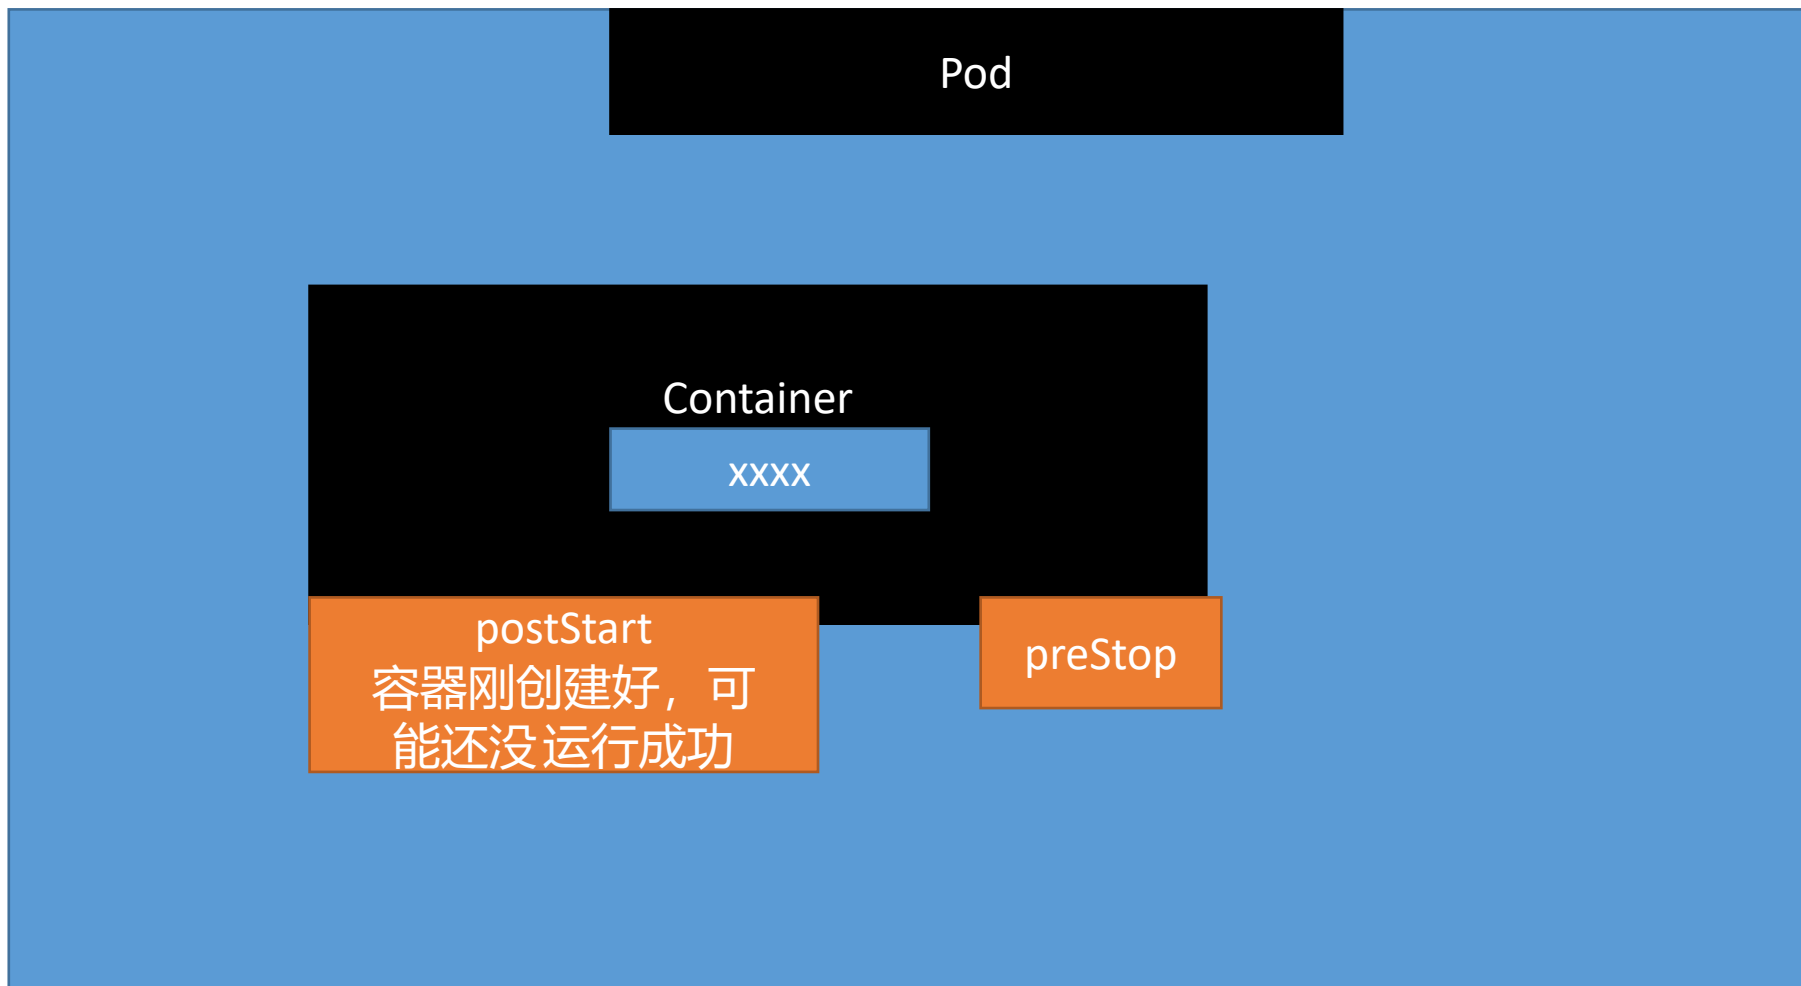 Pod
Container
xxxx
postStart
容器刚创建好，可
能还没运行成功
preStop